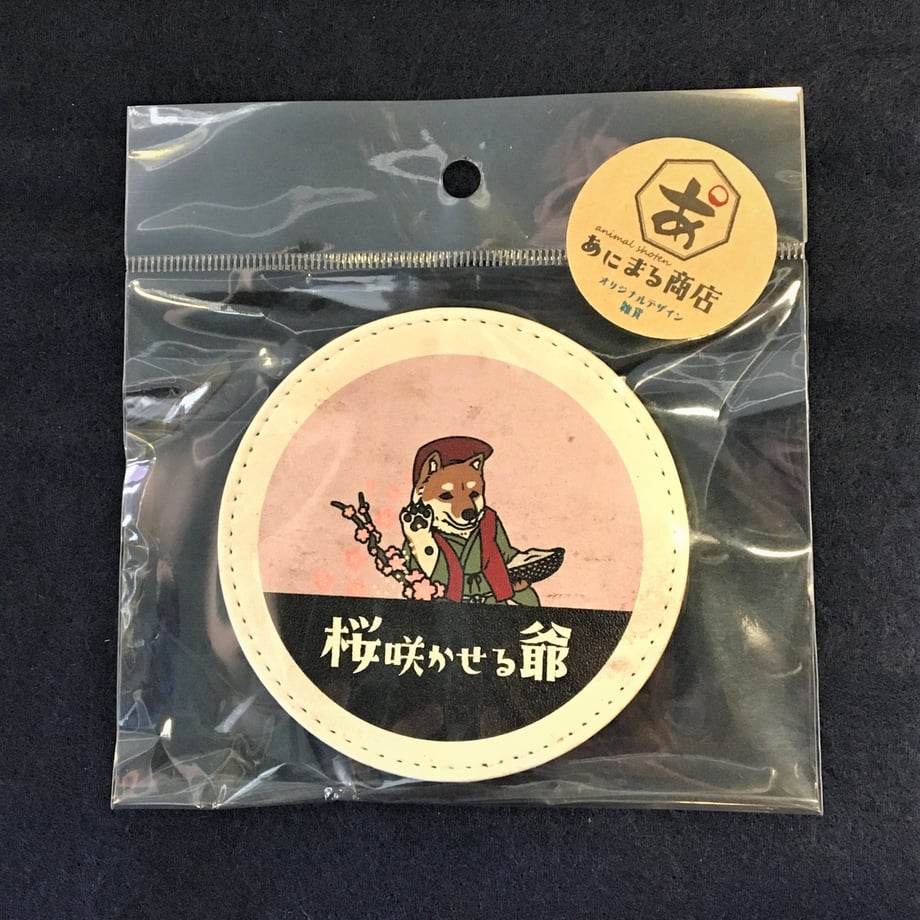 あ
animal shoten
あにまる商店
オリジナルデザイン
雑貨
桜咲かせる爺